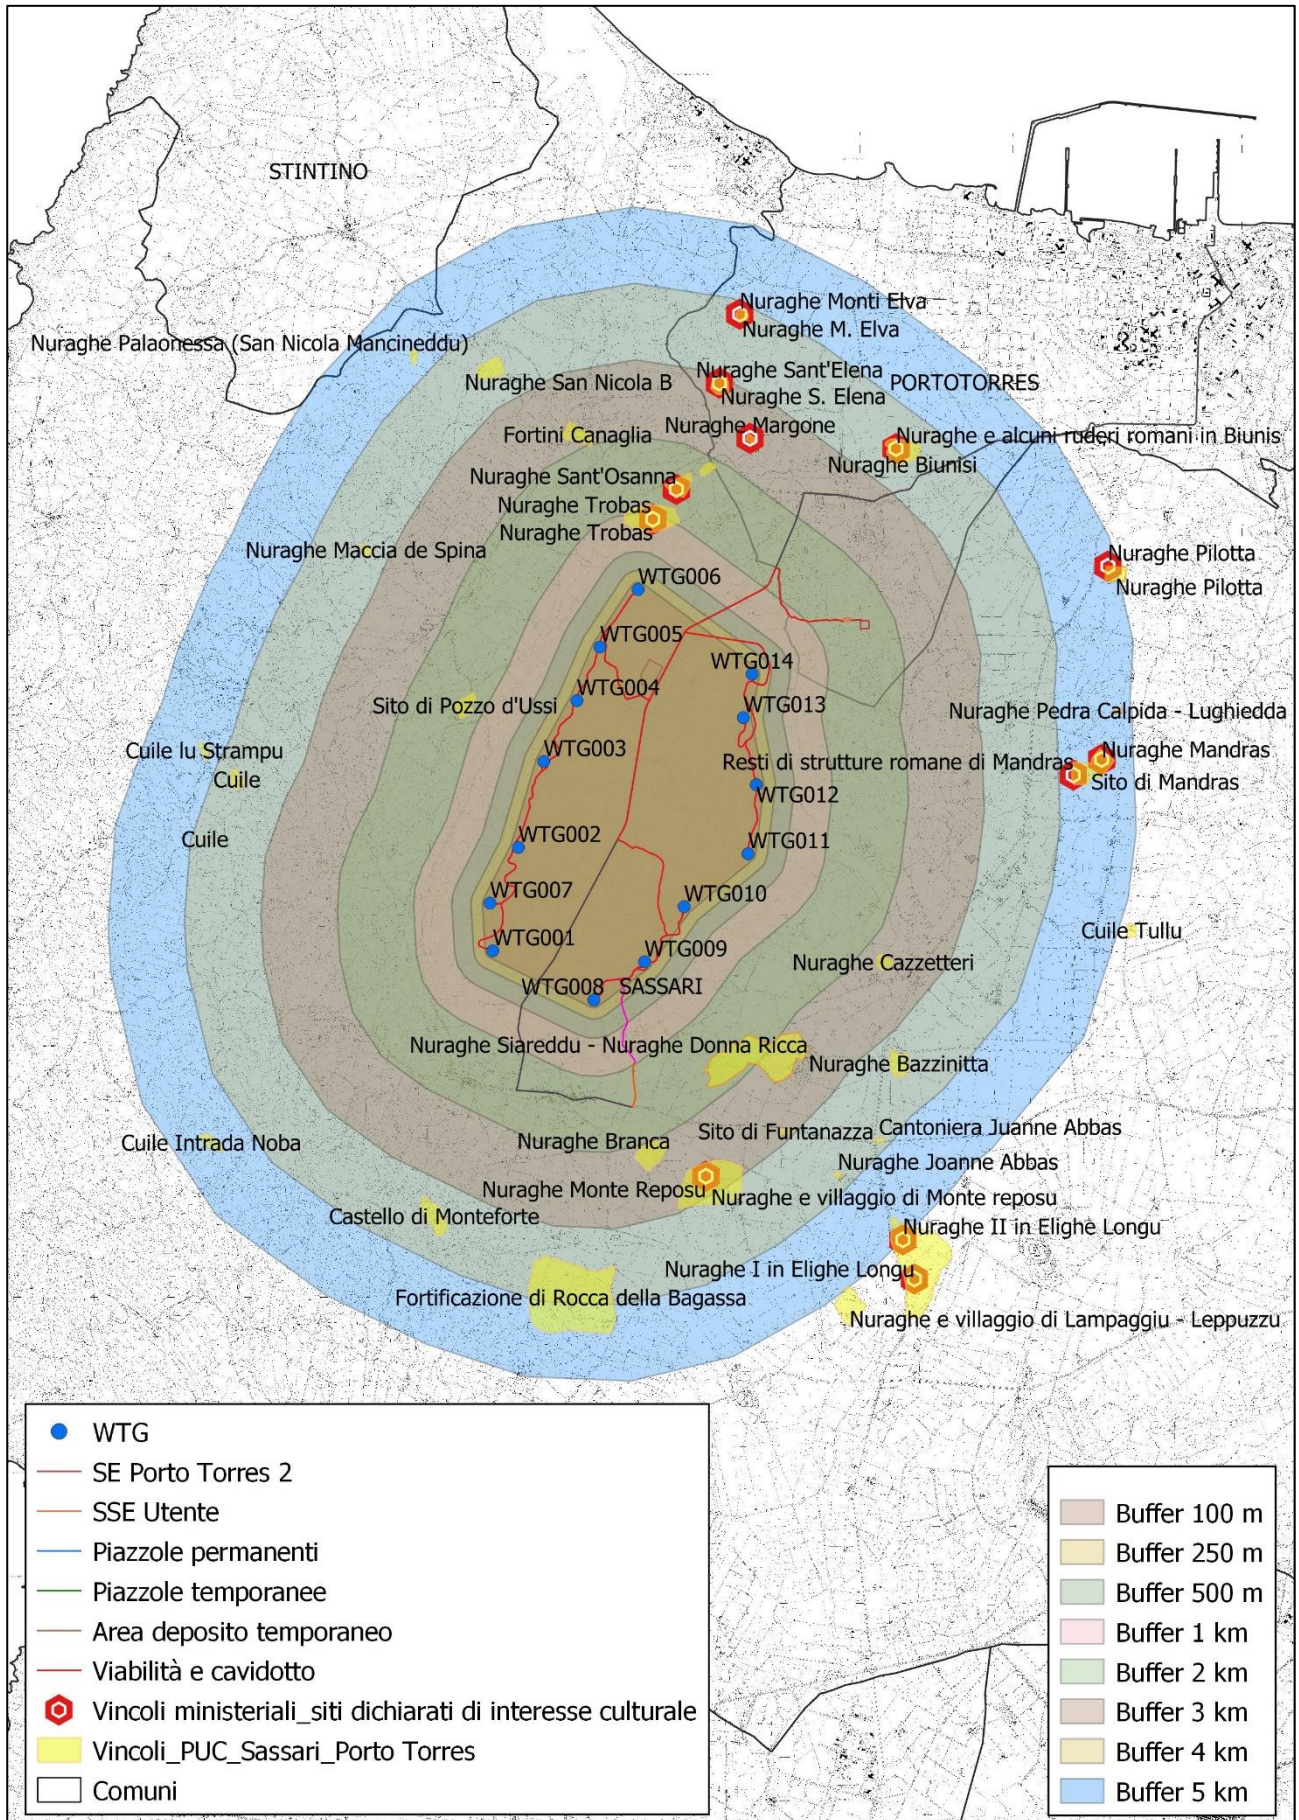 STINTINO
Nuraghe Monti Elva
Nuraghe M. Elva
Nuraghe Palaonessa (San Nicola Mancineddu)
Nuraghe Sant'Elena
Nuraghe San Nicola B
PORTOTORRES
Nuraghe S. Elena
Nuraghe Margone
Fortini Canaglia
Nuraghe e alcuni ruderi romani in Biunis
Nuraghe Biunisi
Nuraghe Sant'Osanna
Nuraghe Trobas
Nuraghe Trobas
Nuraghe Maccia de Spina
Nuraghe Pilotta
Nuraghe Pilotta
WTG006
WTG005
WTG014
WTG004
Sito di Pozzo d'Ussi
WTG013
Nuraghe Pedra Calpida - Lughiedda
Cuile lu Strampu
WTG003
Nuraghe Mandras
Resti di strutture romane di Mandras
Cuile
Sito di Mandras
WTG012
Cuile
WTG002
WTG011
WTG007
WTG010
WTG001
Cuile Tullu
WTG009
Nuraghe Cazzetteri
WTG008
SASSARI
Nuraghe Siareddu - Nuraghe Donna Ricca
Nuraghe Bazzinitta
Cuile Intrada Noba
Nuraghe Branca
Sito di Funtanazza
Cantoniera Juanne Abbas
Nuraghe Joanne Abbas
Nuraghe Monte Reposu
Nuraghe e villaggio di Monte reposu
Castello di Monteforte
Nuraghe II in Elighe Longu
Nuraghe I in Elighe Longu
Fortificazione di Rocca della Bagassa
Nuraghe e villaggio di Lampaggiu - Leppuzzu
WTG
SE Porto Torres 2
SSE Utente
Piazzole permanenti
Piazzole temporanee
Area deposito temporaneo
Viabilità e cavidotto
Vincoli ministeriali_siti dichiarati di interesse culturale
Vincoli_PUC_Sassari_Porto Torres
Comuni
Buffer 100 m
Buffer 250 m
Buffer 500 m
Buffer 1 km
Buffer 2 km
Buffer 3 km
Buffer 4 km
Buffer 5 km